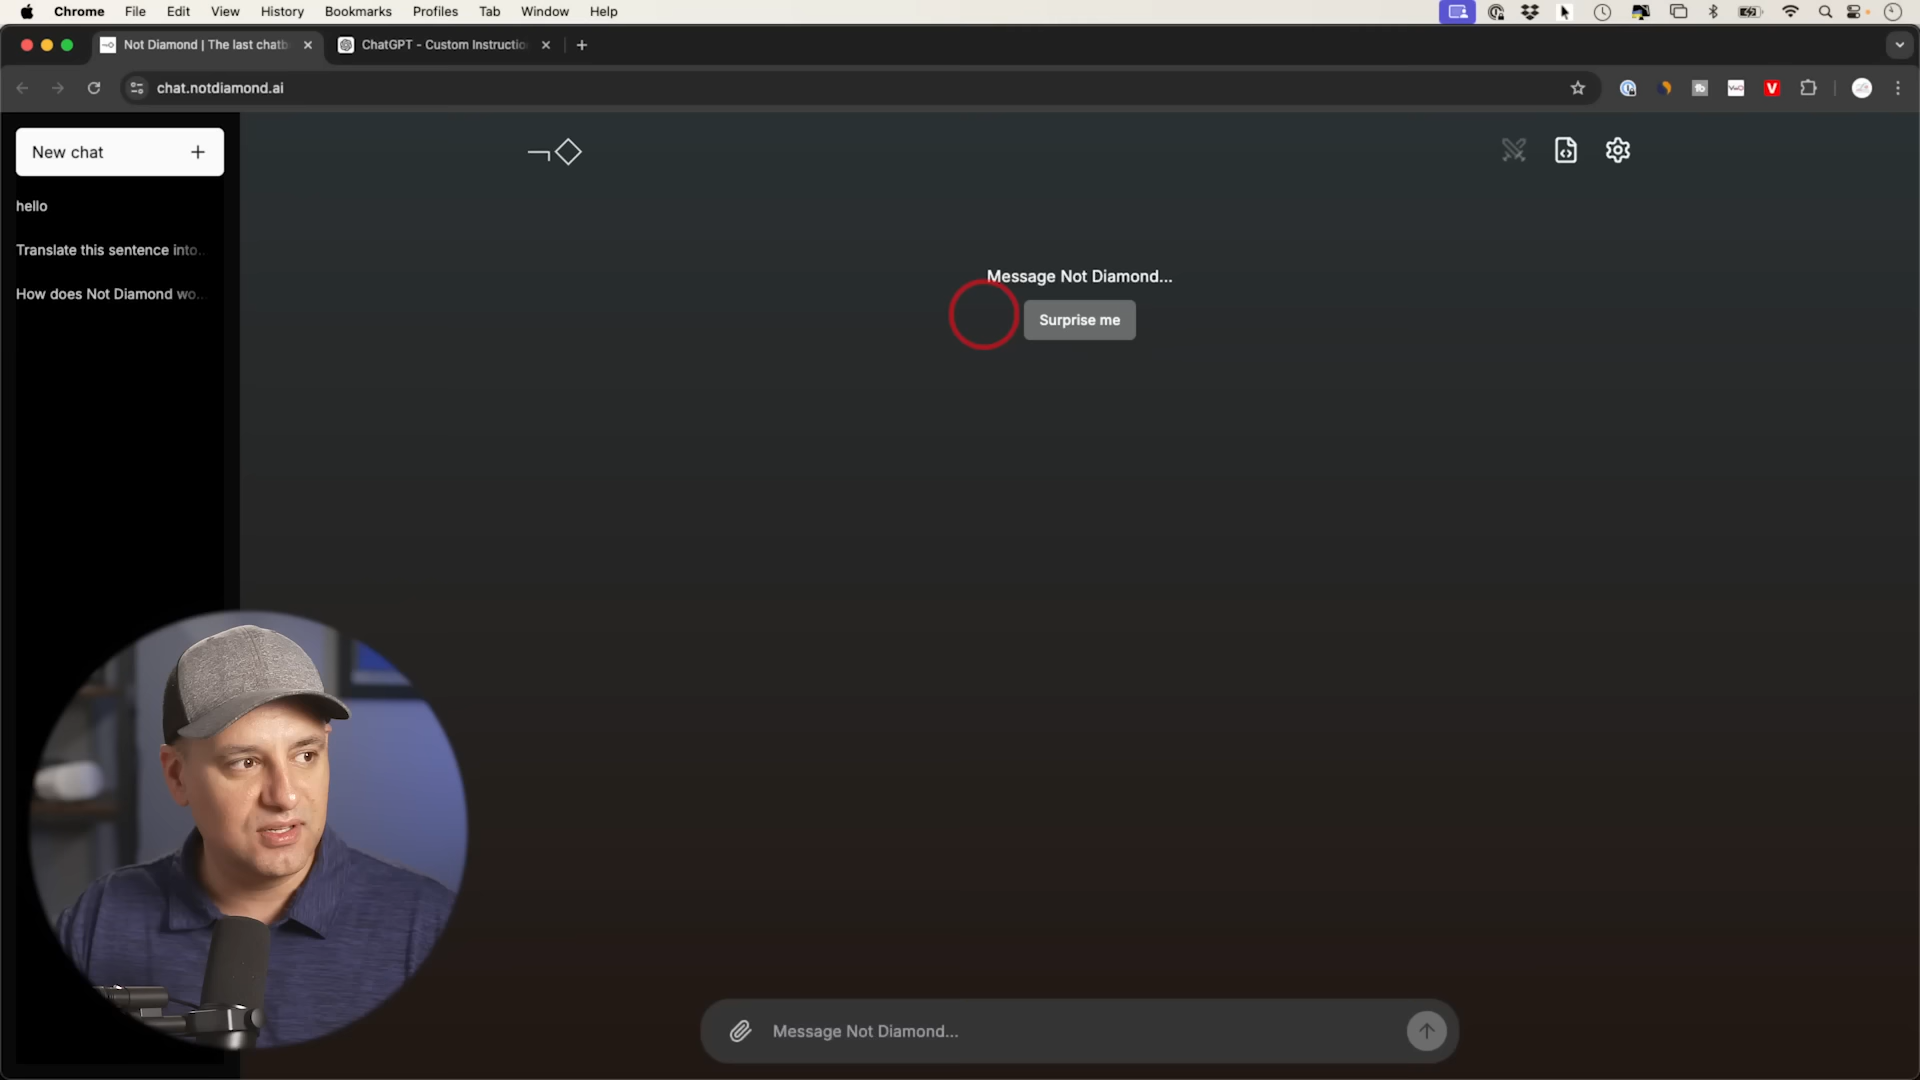 Chrome File Edit View History Bookmarks Profiles Tab Window Help
Not Diamond | The last chatb
ChatGPT - Custom Instructio
chat.notdiamond.ai
New chat
hello
Translate this sentence into..
How does Not Diamond wo..
Message Not Diamond...
Surprise me
Message Not Diamond...